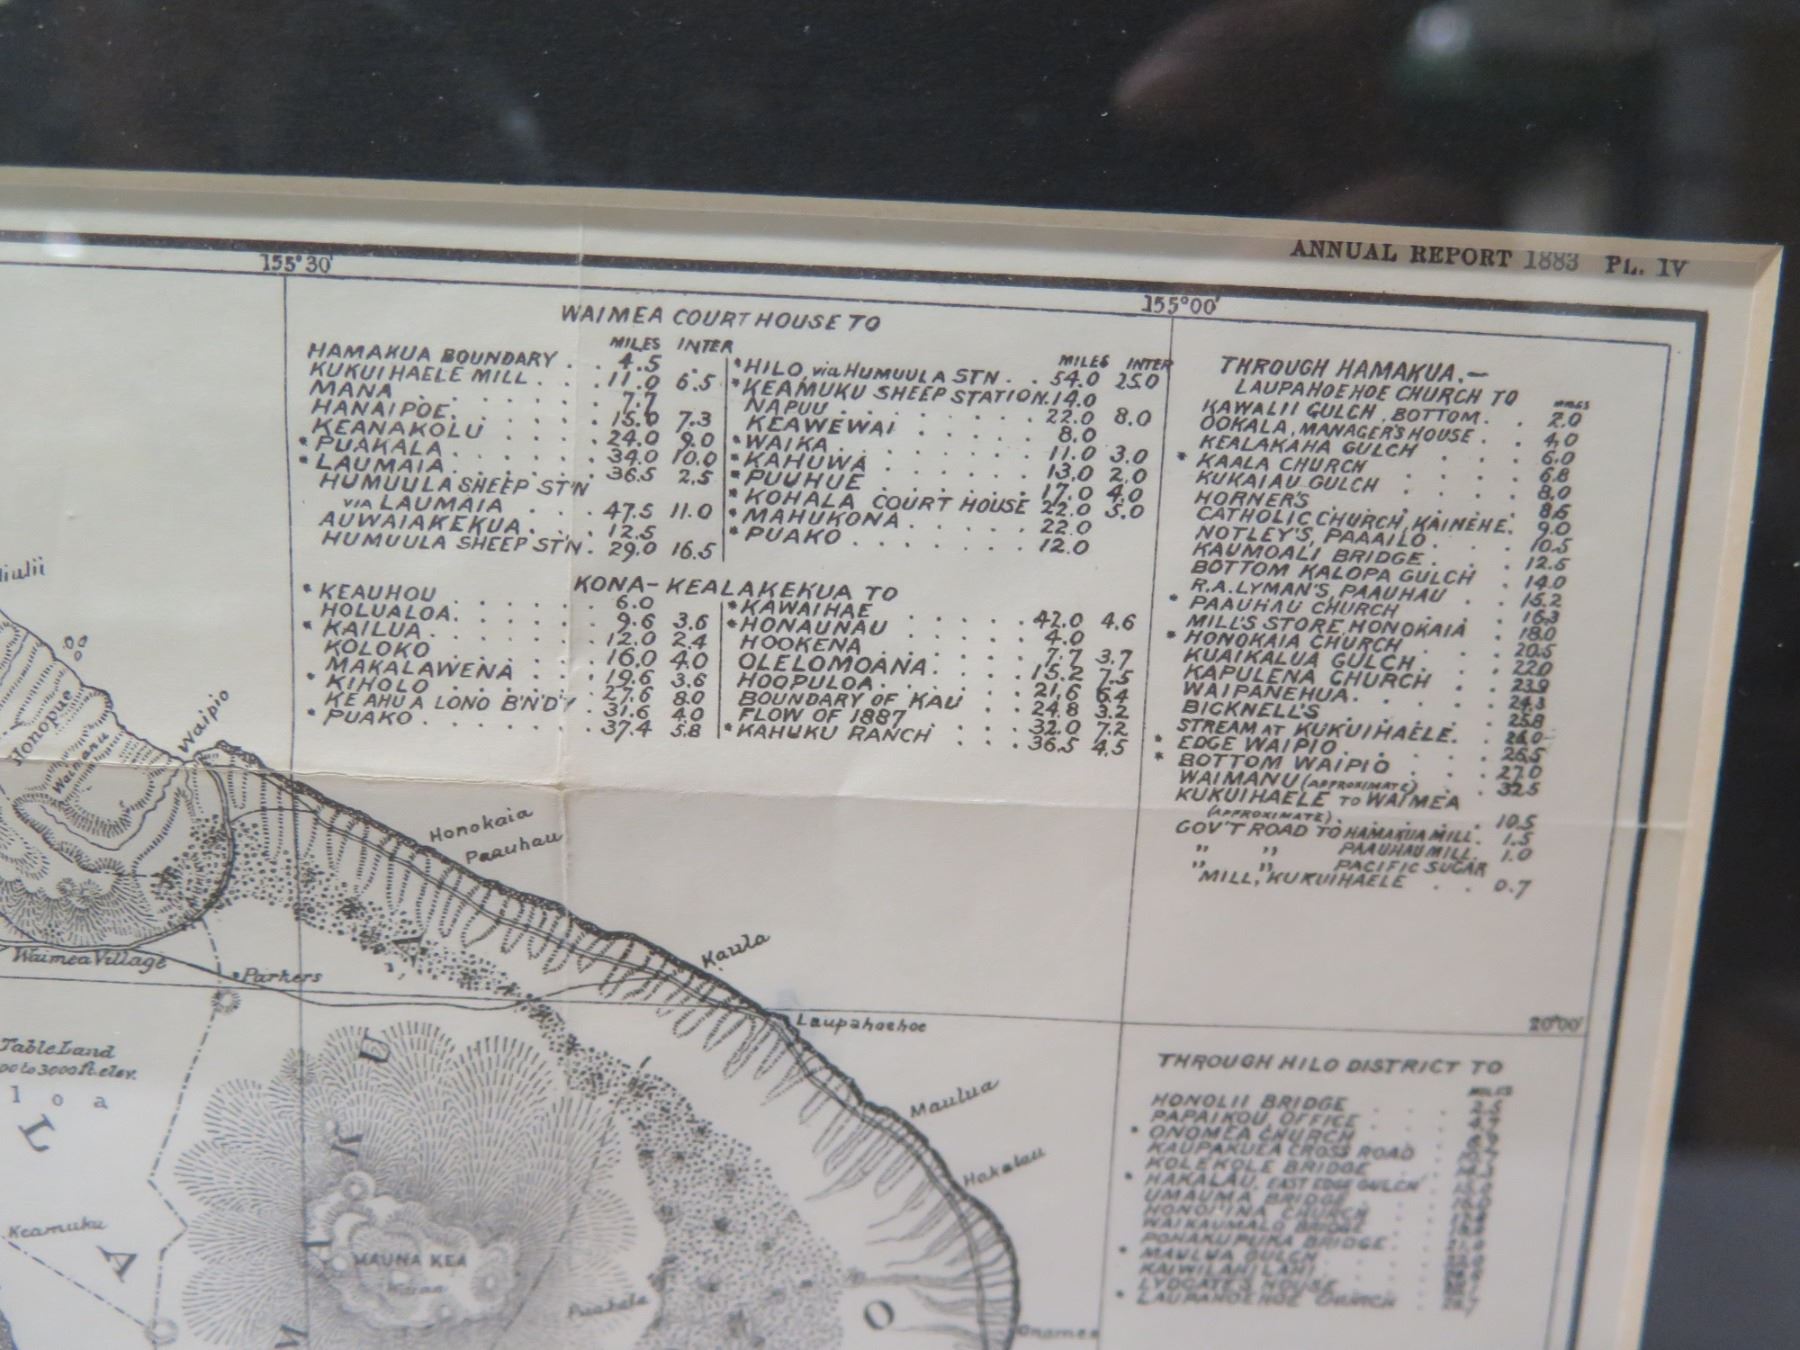 ANNUAL REPORT 1883 PL. IV
155°30'
155°00'
WAIMEA COURT HOUSE TO
MILES INTER
HAMAKUA BOUNDARY . . 4.5
KUKUIHAELE MILL . . . 11.0 6.5
MANA . . . . . . . 7.7
HANAIPOE. . . . . . 15.0 7.3
KEANAKOLU . . . . . 24.0 9.0
* PUAKALA . . . . . . 34.0 10.0
* LAUMAIA . . . . . . 36.5 2.5
HUMUULA SHEEP ST'N
VIA LAUMAIA . . . . 47.5 11.0
AUWAIAKEKUA. . . . 12.5
HUMUULA SHEEP ST'N . 29.0 16.5
MILES INTER
* HILO, via HUMUULA STN . . 54.0 25.0
* KEAMUKU SHEEP STATION. 14.0
NAPUU . . . . . . . 22.0 8.0
KEAWEWAI . . . . . 8.0
* WAIKA . . . . . . . 11.0 3.0
* KAHUWA . . . . . . 13.0 2.0
* PUUHUE . . . . . . 17.0 4.0
* KOHALA COURT HOUSE 22.0 5.0
* MAHUKONA . . . . . 22.0
* PUAKO . . . . . . . 12.0
KONA-KEALAKEKUA TO
* KEAUHOU . . . . . . 6.0
HOLUALOA. . . . . . 9.6 3.6
* KAILUA . . . . . . . 12.0 2.4
KOLOKO . . . . . . 16.0 4.0
MAKALAWENA . . . . 19.6 3.6
* KIHOLO . . . . . . 27.6 8.0
KEAHUA LONO B'N'D'Y 31.6 4.0
* PUAKO . . . . . . . 37.4 5.8
* KAWAIHAE . . . . . 42.0 4.6
* HONAUNAU . . . . . 4.0
HOOKENA . . . . . 7.7 3.7
OLELOMOANA . . . . 15.2 7.5
HOOPULOA . . . . . 21.6 6.4
BOUNDARY OF KAU . . 24.8 3.2
FLOW OF 1887 . . . 32.0 7.2
* KAHUKU RANCH . . . 36.5 4.5
THROUGH HAMAKUA.—
LAUPAHOEHOE CHURCH TO
MILES
KAWALII GULCH, BOTTOM . . 2.0
OOKALA, MANAGER'S HOUSE . . 4.0
KEALAKAHA GULCH . . . 6.0
* KAALA CHURCH . . . . 6.8
KUKAIAU GULCH . . . . 8.0
HORNER'S . . . . . . 8.6
CATHOLIC CHURCH, KAINEHE. 9.0
NOTLEY'S, PAAAILO . . . 10.5
KAUMOALI BRIDGE . . . 12.5
BOTTOM KALOPA GULCH . 14.0
R.A. LYMAN'S, PAAUHAU . . 15.2
* PAAUHAU CHURCH . . . 16.3
MILL'S STORE, HONOKAIA . 18.0
* HONOKAIA CHURCH . . . 20.5
KUAIKALUA GULCH . . . 22.0
KAPULENA CHURCH . . . 23.9
WAIPANEHUA . . . . . 24.3
BICKNELL'S . . . . . 25.8
STREAM AT KUKUIHAELE. . 26.0
* EDGE WAIPIO . . . . . 26.5
* BOTTOM WAIPIO . . . . 27.0
WAIMANU (APPROXIMATE) . . 32.5
KUKUIHAELE TO WAIMEA
(APPROXIMATE) . . . . 10.5
GOV'T ROAD TO HAMAKUA MILL . 1.5
" " PAAUHAU MILL . 1.0
" " PACIFIC SUGAR
MILL, KUKUIHAELE . . . 0.7
20°00'
THROUGH HILO DISTRICT TO
MILES
HONOLII BRIDGE
PAPAIKOU OFFICE
* ONOMEA CHURCH
KAUPAKUEA CROSS ROAD
KOLEKOLE BRIDGE
* HAKALAU, EAST EDGE GULCH
UMAUMA BRIDGE
HONOHINA CHURCH
WAIKAUMALO BRIDGE
POHAKUPUKA BRIDGE
* MAULUA GULCH
KAIWILAHILAHI
LYDGATE'S HOUSE
* LAUPAHOEHOE CHURCH
Honopue
Waimanu
Waipio
Honokaia
Paauhau
Waimea Village
Parkers
Kaula
Laupahoehoe
Table Land
3000 ft. elev.
l o a
Maulua
Hakalau
Keamuku
MAUNA KEA
Puakala
Onomea
L
A
M
A
K
U
O